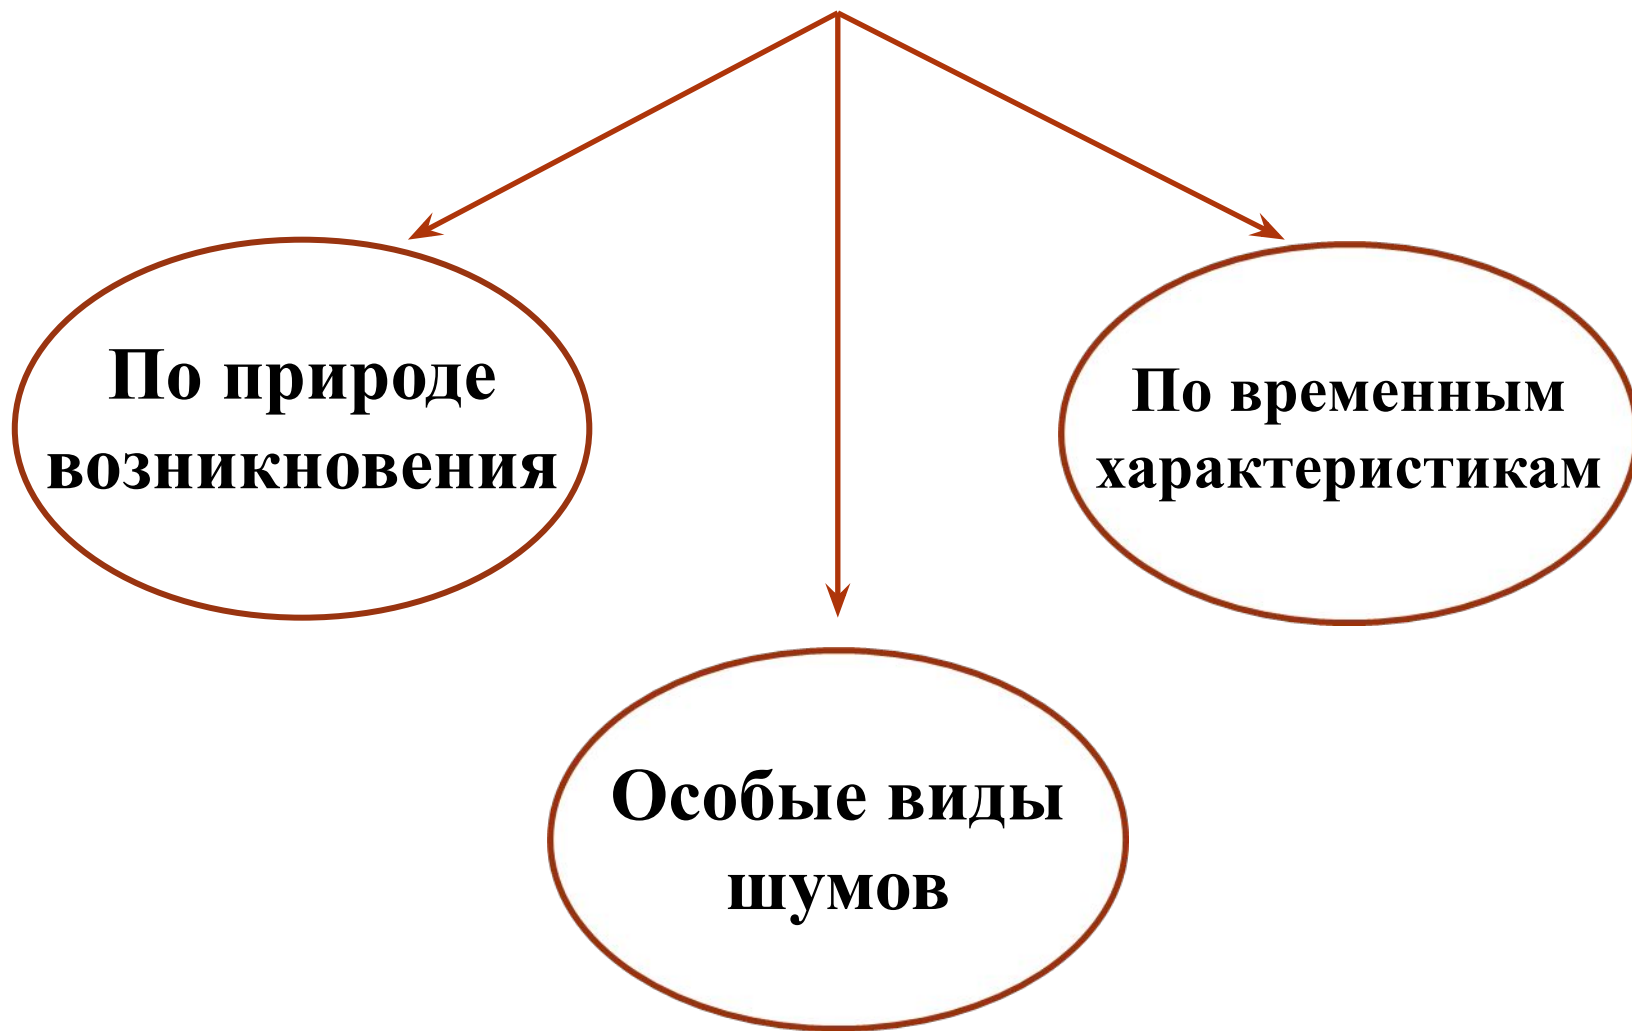 По природе
возникновения
По временным
характеристикам
Особые виды
шумов